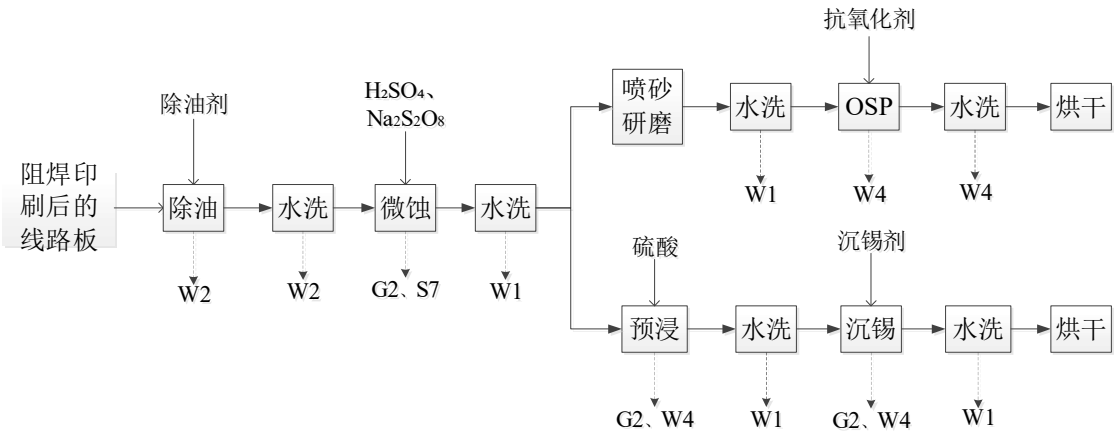 抗氧化剂
除油剂
H₂SO₄、
Na₂S₂O₈
喷砂
研磨
水洗
OSP
水洗
烘干
W1
W4
W4
阻焊印
刷后的
线路板
除油
水洗
微蚀
水洗
W2
W2
G2、S7
W1
硫酸
沉锡剂
预浸
水洗
沉锡
水洗
烘干
G2、W4
W1
G2、W4
W1